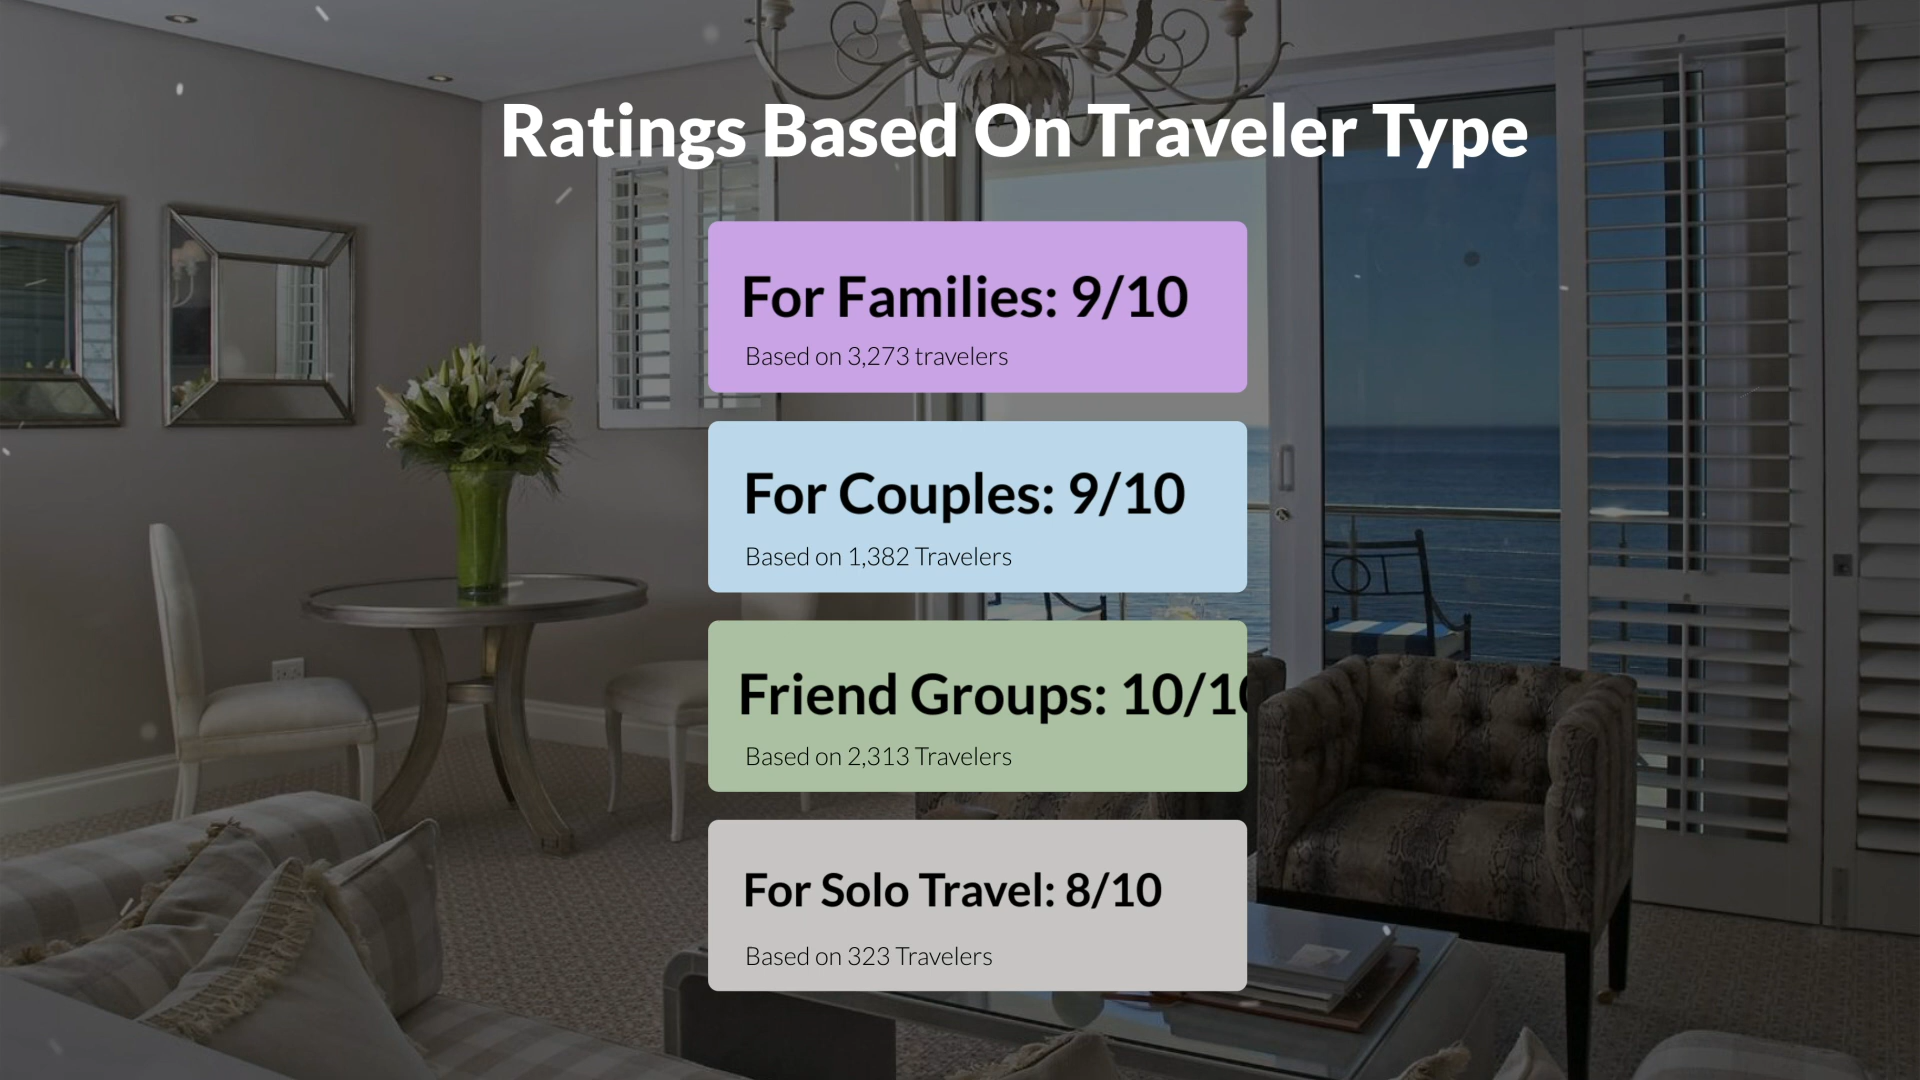 Ratings Based On Traveler Type
For Families: 9/10
Based on 3,273 travelers
For Couples: 9/10
Based on 1,382 Travelers
Friend Groups: 10/10
Based on 2,313 Travelers
For Solo Travel: 8/10
Based on 323 Travelers